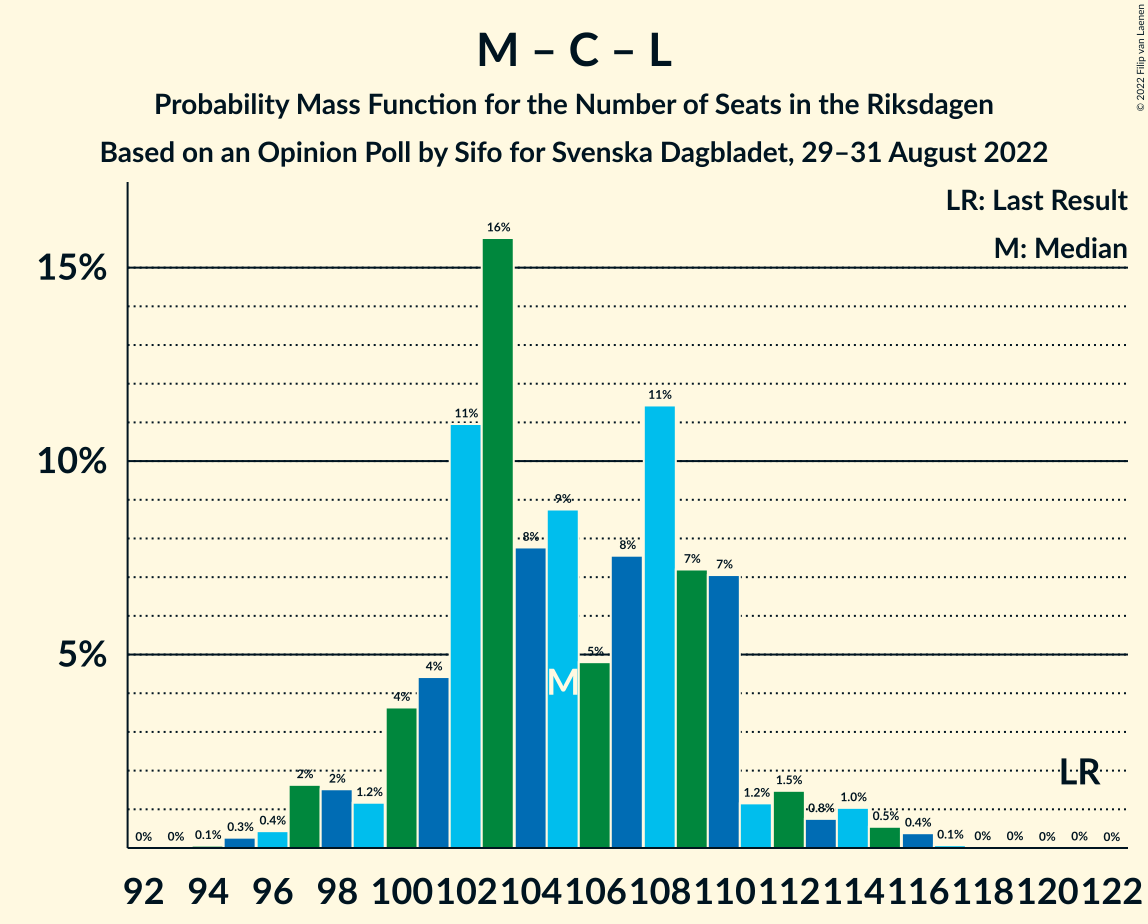 © 2022 Filip van Laenen
M – C – L
Probability Mass Function for the Number of Seats in the Riksdagen
Based on an Opinion Poll by Sifo for Svenska Dagbladet, 29–31 August 2022
LR: Last Result
M: Median
15%
10%
5%
0% 0% 0.1% 0.3% 0.4% 2% 2% 1.2% 4% 4% 11% 16% 8% 9% 5% 8% 11% 7% 7% 1.2% 1.5% 0.8% 1.0% 0.5% 0.4% 0.1% 0% 0% 0% 0% 0%
M
LR
92 94 96 98 100 102 104 106 108 110 112 114 116 118 120 122